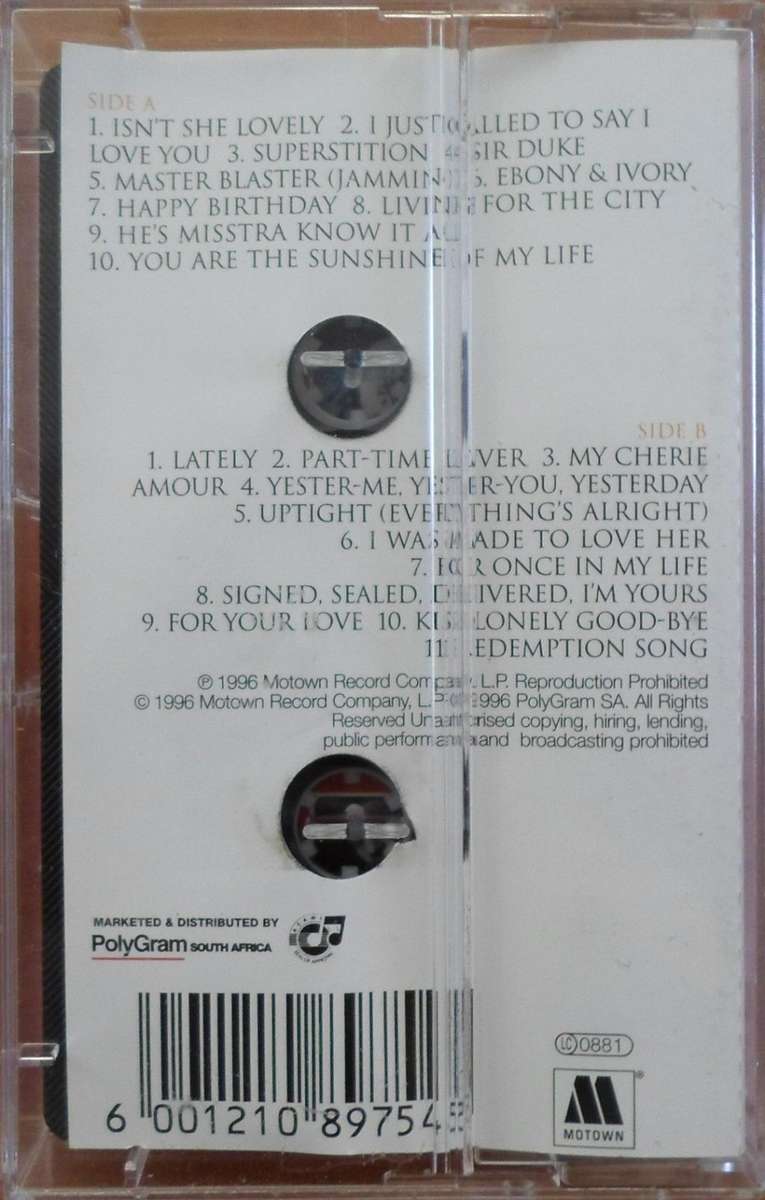 SIDE A
1. ISN'T SHE LOVELY 2. I JUST CALLED TO SAY I
LOVE YOU 3. SUPERSTITION 4. SIR DUKE
5. MASTER BLASTER (JAMMIN') 6. EBONY & IVORY
7. HAPPY BIRTHDAY 8. LIVING FOR THE CITY
9. HE'S MISSTRA KNOW IT ALL
10. YOU ARE THE SUNSHINE OF MY LIFE
SIDE B
1. LATELY 2. PART-TIME LOVER 3. MY CHERIE
AMOUR 4. YESTER-ME, YESTER-YOU, YESTERDAY
5. UPTIGHT (EVERYTHING'S ALRIGHT)
6. I WAS MADE TO LOVE HER
7. FOR ONCE IN MY LIFE
8. SIGNED, SEALED, DELIVERED, I'M YOURS
9. FOR YOUR LOVE 10. KISS LONELY GOOD-BYE
11. REDEMPTION SONG
℗ 1996 Motown Record Company, L.P. Reproduction Prohibited
© 1996 Motown Record Company, L.P. © 1996 PolyGram SA. All Rights
Reserved Unauthorised copying, hiring, lending,
public performance and broadcasting prohibited
MARKETED & DISTRIBUTED BY
PolyGram SOUTH AFRICA
LC 0881
MOTOWN®
6 001210 89754